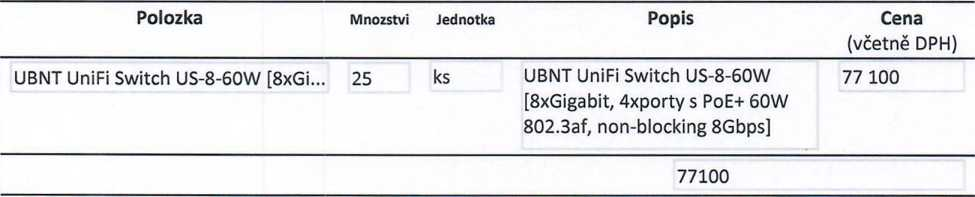 Polozka Mnozstvi Jednotka Popis Cena
(včetně DPH)
UBNT UniFi Switch US-8-60W [8xGi... 25 ks UBNT UniFi Switch US-8-60W 77 100
[8xGigabit, 4xporty s PoE+ 60W
802.3af, non-blocking 8Gbps]
77100